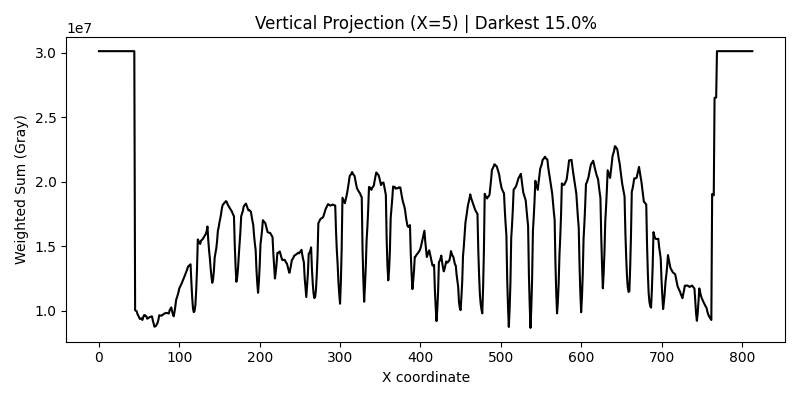 Vertical Projection (X=5) | Darkest 15.0%
1e7
3.0
2.5
2.0
1.5
1.0
Weighted Sum (Gray)
0 100 200 300 400 500 600 700 800
X coordinate